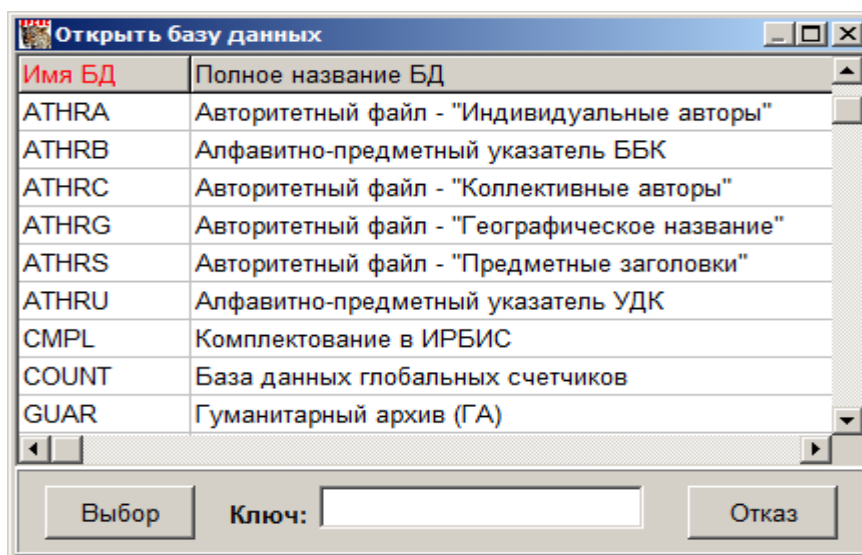 Открыть базу данных
Имя БД Полное название БД
ATHRA Авторитетный файл - "Индивидуальные авторы"
ATHRB Алфавитно-предметный указатель ББК
ATHRC Авторитетный файл - "Коллективные авторы"
ATHRG Авторитетный файл - "Географическое название"
ATHRS Авторитетный файл - "Предметные заголовки"
ATHRU Алфавитно-предметный указатель УДК
CMPL Комплектование в ИРБИС
COUNT База данных глобальных счетчиков
GUAR Гуманитарный архив (ГА)
Выбор Ключ: Отказ